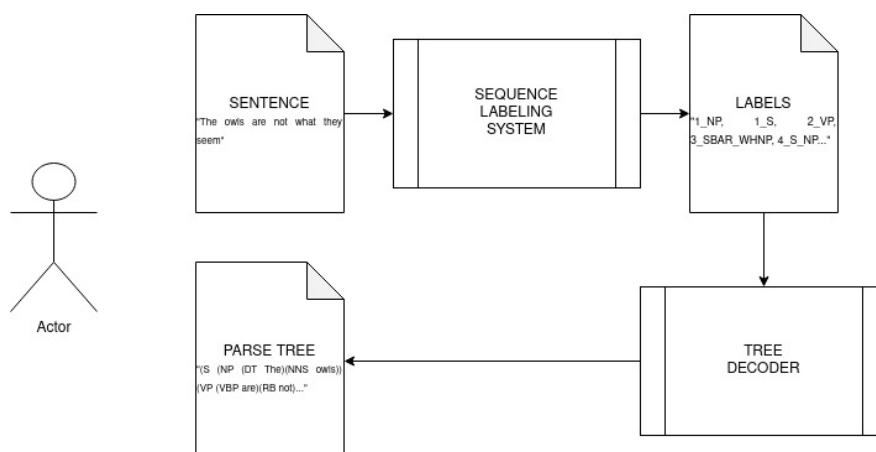 SENTENCE
"The owls are not what they
seem"
SEQUENCE
LABELING
SYSTEM
LABELS
"1_NP, 1_S, 2_VP,
3_SBAR_WHNP, 4_S_NP..."
Actor
PARSE TREE
"(S (NP (DT The)(NNS owls))
(VP (VBP are)(RB not)..."
TREE
DECODER